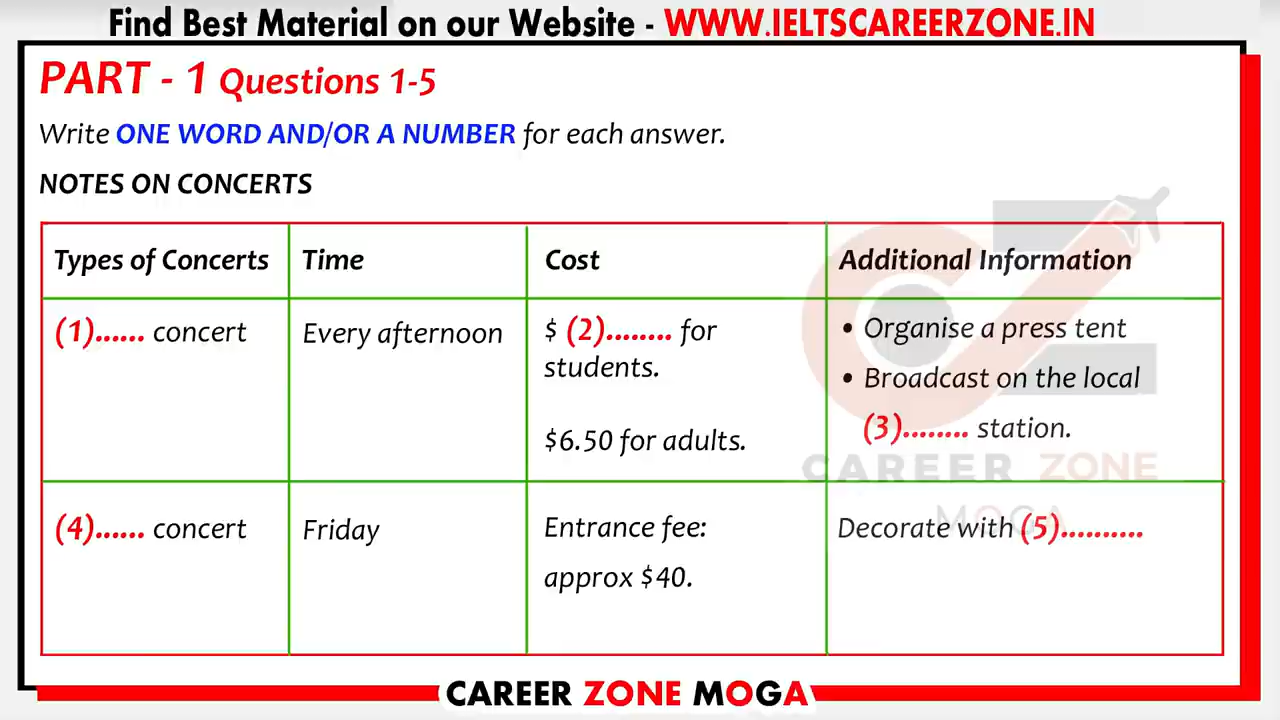 Find Best Material on our Website - WWW.IELTSCAREERZONE.IN
PART - 1 Questions 1-5
Write ONE WORD AND/OR A NUMBER for each answer.
NOTES ON CONCERTS
Types of Concerts
Time
Cost
Additional Information
(1)...... concert
Every afternoon
$ (2)........ for
students.
$6.50 for adults.
• Organise a press tent
• Broadcast on the local
(3)........ station.
(4)...... concert
Friday
Entrance fee:
approx $40.
Decorate with (5)..........
CAREER ZONE
MOGA
CAREER ZONE MOGA